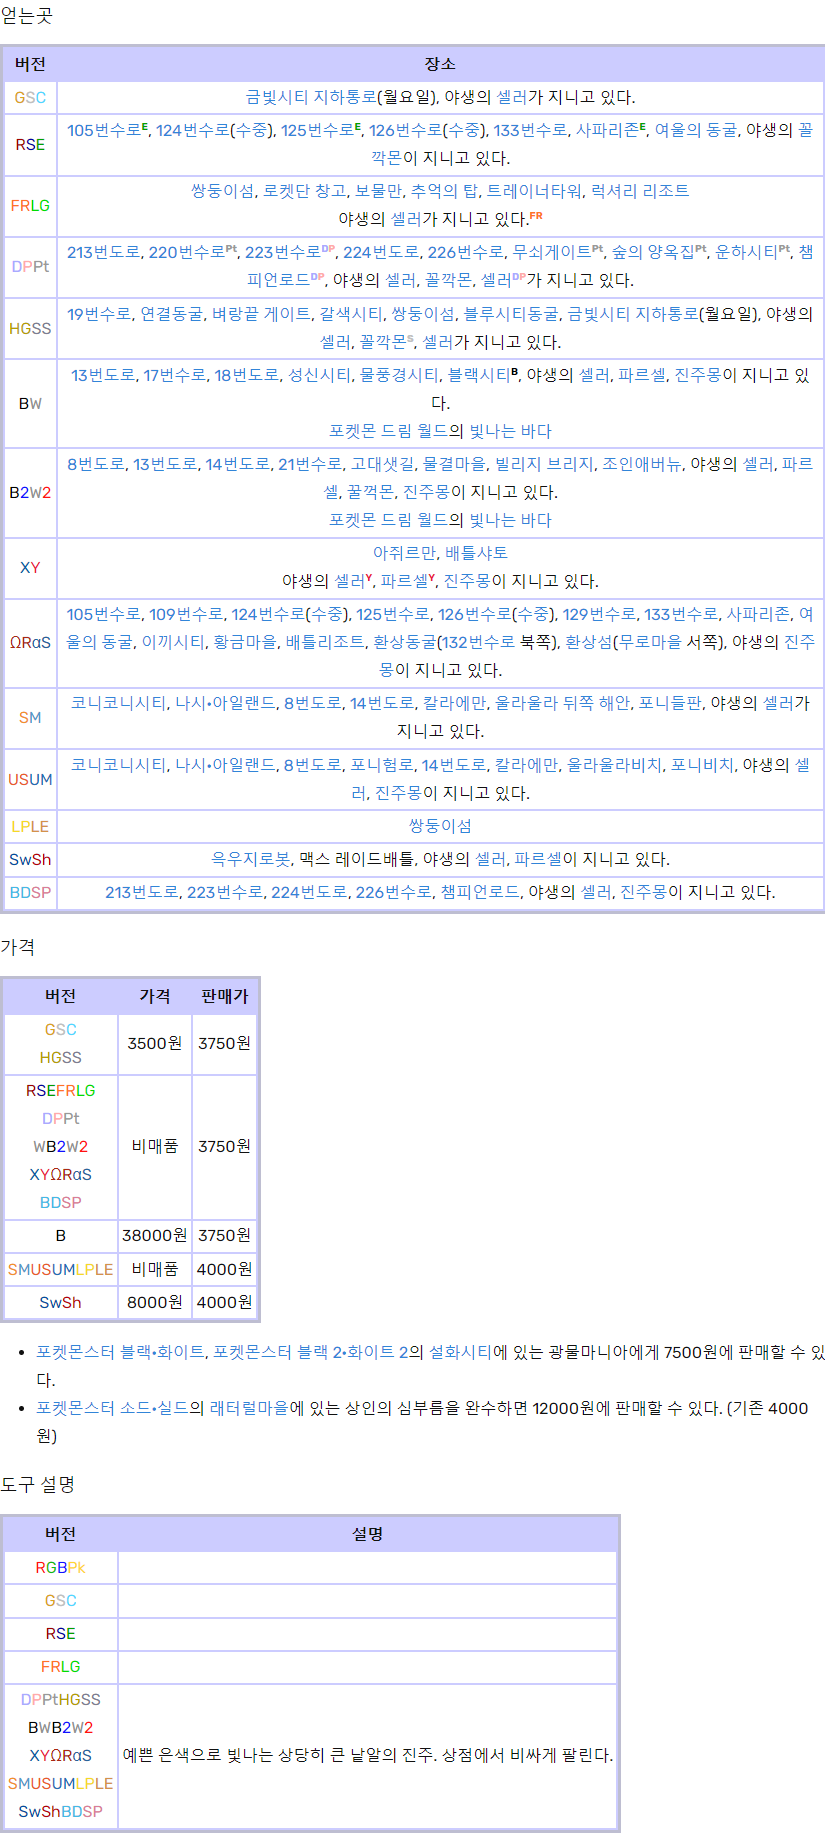 얻는곳
버전 장소
GSC 금빛시티 지하통로(월요일), 야생의 셀러가 지니고 있다.
RSE 105번수로E, 124번수로(수중), 125번수로E, 126번수로(수중), 133번수로, 사파리존E, 여울의 동굴, 야생의 꼴
깍몬이 지니고 있다.
FRLG 쌍둥이섬, 로켓단 창고, 보물만, 추억의 탑, 트레이너타워, 럭셔리 리조트
야생의 셀러가 지니고 있다.FR
DPPt 213번도로, 220번수로Pt, 223번수로DP, 224번도로, 226번수로, 무쇠게이트Pt, 숲의 양옥집Pt, 운하시티Pt, 챔
피언로드DP, 야생의 셀러, 꼴깍몬, 셀러DP가 지니고 있다.
HGSS 19번수로, 연결동굴, 벼랑끝 게이트, 갈색시티, 쌍둥이섬, 블루시티동굴, 금빛시티 지하통로(월요일), 야생의
셀러, 꼴깍몬S, 셀러가 지니고 있다.
BW 13번도로, 17번수로, 18번도로, 성신시티, 물풍경시티, 블랙시티B, 야생의 셀러, 파르셀, 진주몽이 지니고 있
다.
포켓몬 드림 월드의 빛나는 바다
B2W2 8번도로, 13번도로, 14번도로, 21번수로, 고대샛길, 물결마을, 빌리지 브리지, 조인애버뉴, 야생의 셀러, 파르
셀, 꿀꺽몬, 진주몽이 지니고 있다.
포켓몬 드림 월드의 빛나는 바다
XY 아쥐르만, 배틀샤토
야생의 셀러Y, 파르셀Y, 진주몽이 지니고 있다.
ΩRαS 105번수로, 109번수로, 124번수로(수중), 125번수로, 126번수로(수중), 129번수로, 133번수로, 사파리존, 여
울의 동굴, 이끼시티, 황금마을, 배틀리조트, 환상동굴(132번수로 북쪽), 환상섬(무로마을 서쪽), 야생의 진주
몽이 지니고 있다.
SM 코니코니시티, 나시·아일랜드, 8번도로, 14번도로, 칼라에만, 울라울라 뒤쪽 해안, 포니들판, 야생의 셀러가
지니고 있다.
USUM 코니코니시티, 나시·아일랜드, 8번도로, 포니험로, 14번도로, 칼라에만, 울라울라비치, 포니비치, 야생의 셀
러, 진주몽이 지니고 있다.
LPLE 쌍둥이섬
SwSh 윽우지로봇, 맥스 레이드배틀, 야생의 셀러, 파르셀이 지니고 있다.
BDSP 213번도로, 223번수로, 224번도로, 226번수로, 챔피언로드, 야생의 셀러, 진주몽이 지니고 있다.
가격
버전 가격 판매가
GSC
HGSS
3500원 3750원
RSEFRLG
DPPt
WB2W2
XYΩRαS
BDSP
비매품 3750원
B 38000원 3750원
SMUSUMLPLE 비매품 4000원
SwSh 8000원 4000원
• 포켓몬스터 블랙·화이트, 포켓몬스터 블랙 2·화이트 2의 설화시티에 있는 광물마니아에게 7500원에 판매할 수 있
다.
• 포켓몬스터 소드·실드의 래터럴마을에 있는 상인의 심부름을 완수하면 12000원에 판매할 수 있다. (기존 4000
원)
도구 설명
버전 설명
RGBPk
GSC
RSE
FRLG
DPPtHGSS
BWB2W2
XYΩRαS
SMUSUMLPLE
SwShBDSP
예쁜 은색으로 빛나는 상당히 큰 낱알의 진주. 상점에서 비싸게 팔린다.